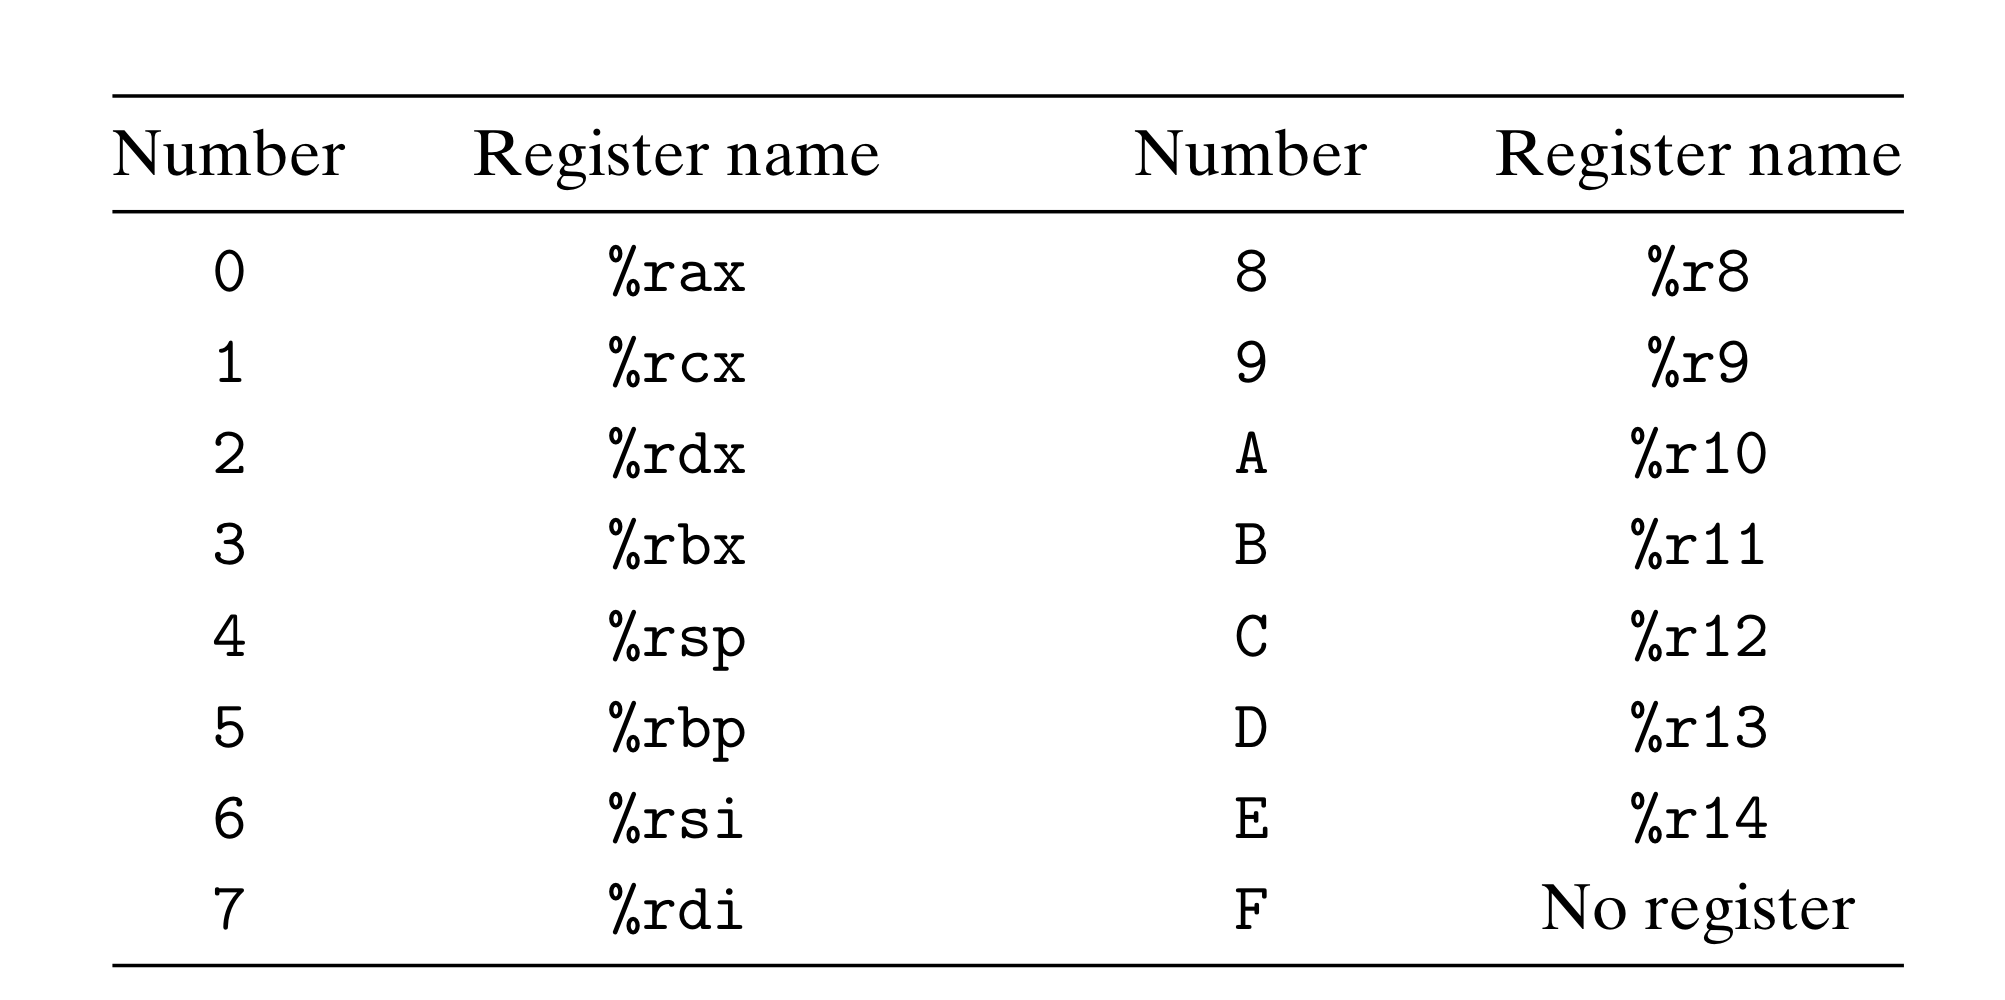 Number Register name Number Register name
0 %rax 8 %r8
1 %rcx 9 %r9
2 %rdx A %r10
3 %rbx B %r11
4 %rsp C %r12
5 %rbp D %r13
6 %rsi E %r14
7 %rdi F No register